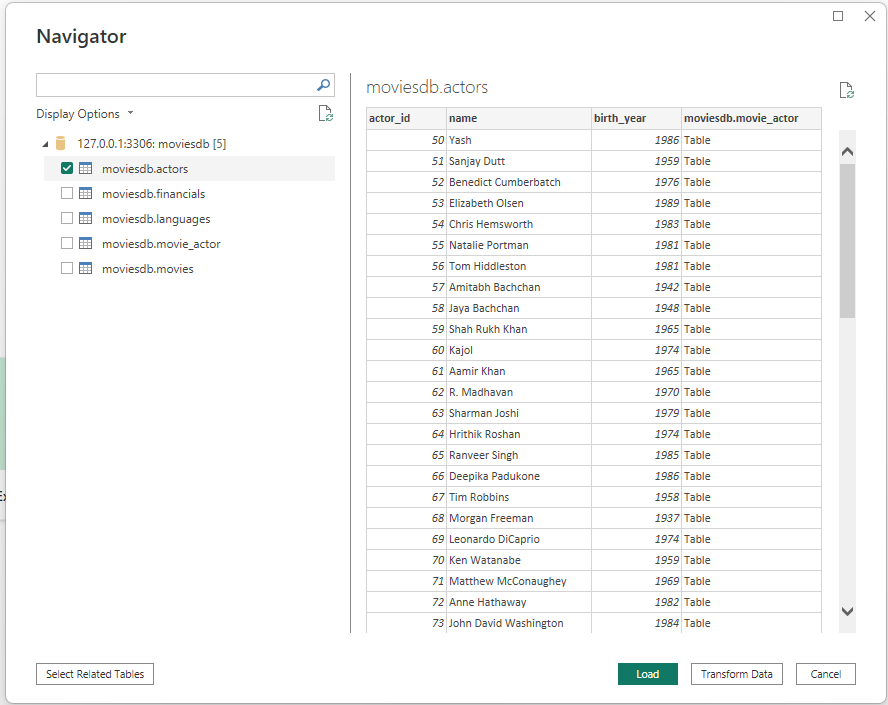 Navigator
Display Options
127.0.0.1:3306: moviesdb [5]
moviesdb.actors
moviesdb.financials
moviesdb.languages
moviesdb.movie_actor
moviesdb.movies
moviesdb.actors
actor_id name birth_year moviesdb.movie_actor
50 Yash 1986 Table
51 Sanjay Dutt 1959 Table
52 Benedict Cumberbatch 1976 Table
53 Elizabeth Olsen 1989 Table
54 Chris Hemsworth 1983 Table
55 Natalie Portman 1981 Table
56 Tom Hiddleston 1981 Table
57 Amitabh Bachchan 1942 Table
58 Jaya Bachchan 1948 Table
59 Shah Rukh Khan 1965 Table
60 Kajol 1974 Table
61 Aamir Khan 1965 Table
62 R. Madhavan 1970 Table
63 Sharman Joshi 1979 Table
64 Hrithik Roshan 1974 Table
65 Ranveer Singh 1985 Table
66 Deepika Padukone 1986 Table
67 Tim Robbins 1958 Table
68 Morgan Freeman 1937 Table
69 Leonardo DiCaprio 1974 Table
70 Ken Watanabe 1959 Table
71 Matthew McConaughey 1969 Table
72 Anne Hathaway 1982 Table
73 John David Washington 1984 Table
Select Related Tables
Load
Transform Data
Cancel